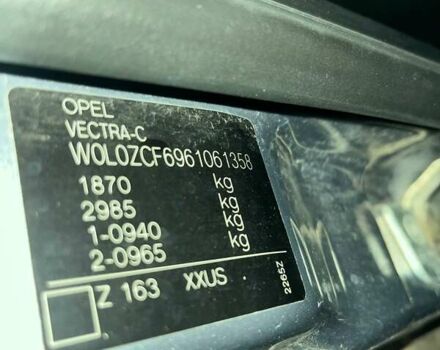 OPEL
VECTRA-C
W0L0ZCF6961061358
1870 kg
2985 kg
1-0940 kg
2-0965 kg
Z 163 XXUS
2265Z